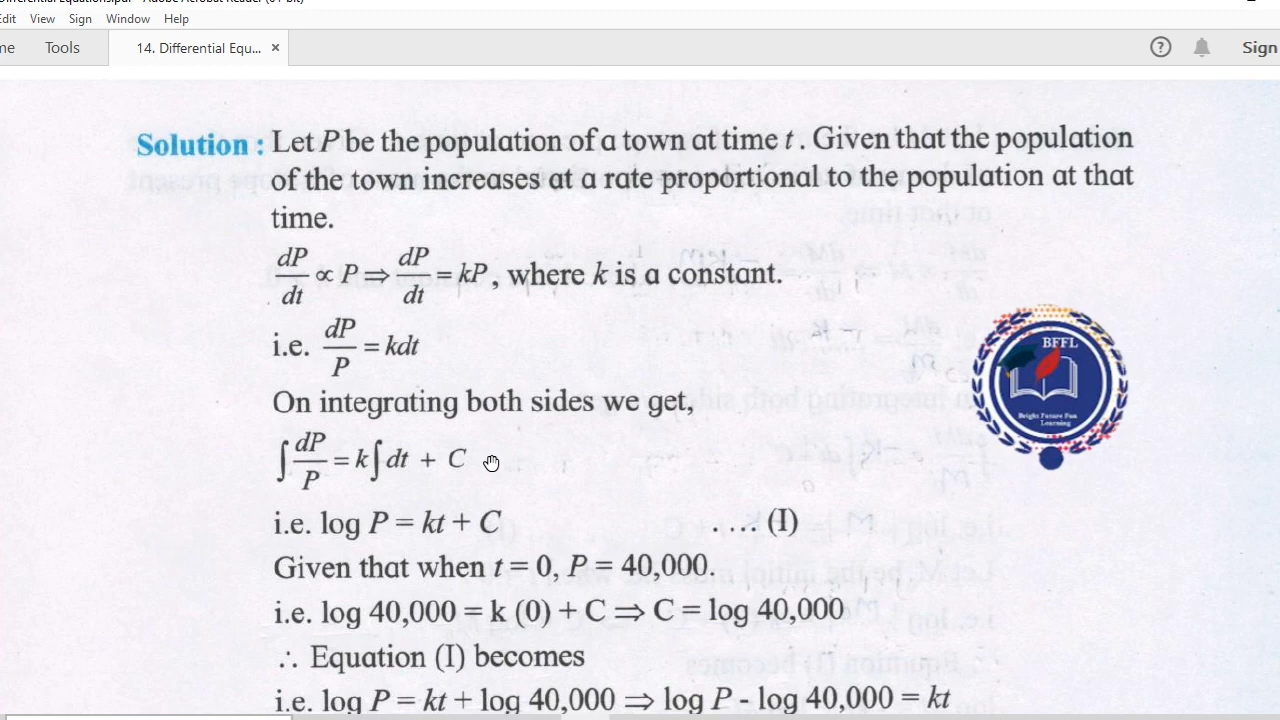 Edit View Sign Window Help
me Tools 14. Differential Equ... × ? Sign
Solution : Let P be the population of a town at time t . Given that the population
of the town increases at a rate proportional to the population at that
time.
dP/dt ∝ P ⇒ dP/dt = kP, where k is a constant.
i.e. dP/P = kdt
On integrating both sides we get,
∫ dP/P = k ∫ dt + C
i.e. log P = kt + C .... (I)
Given that when t = 0, P = 40,000.
i.e. log 40,000 = k (0) + C ⇒ C = log 40,000
∴ Equation (I) becomes
i.e. log P = kt + log 40,000 ⇒ log P - log 40,000 = kt
BFFL
Bright Future Fun
Learning